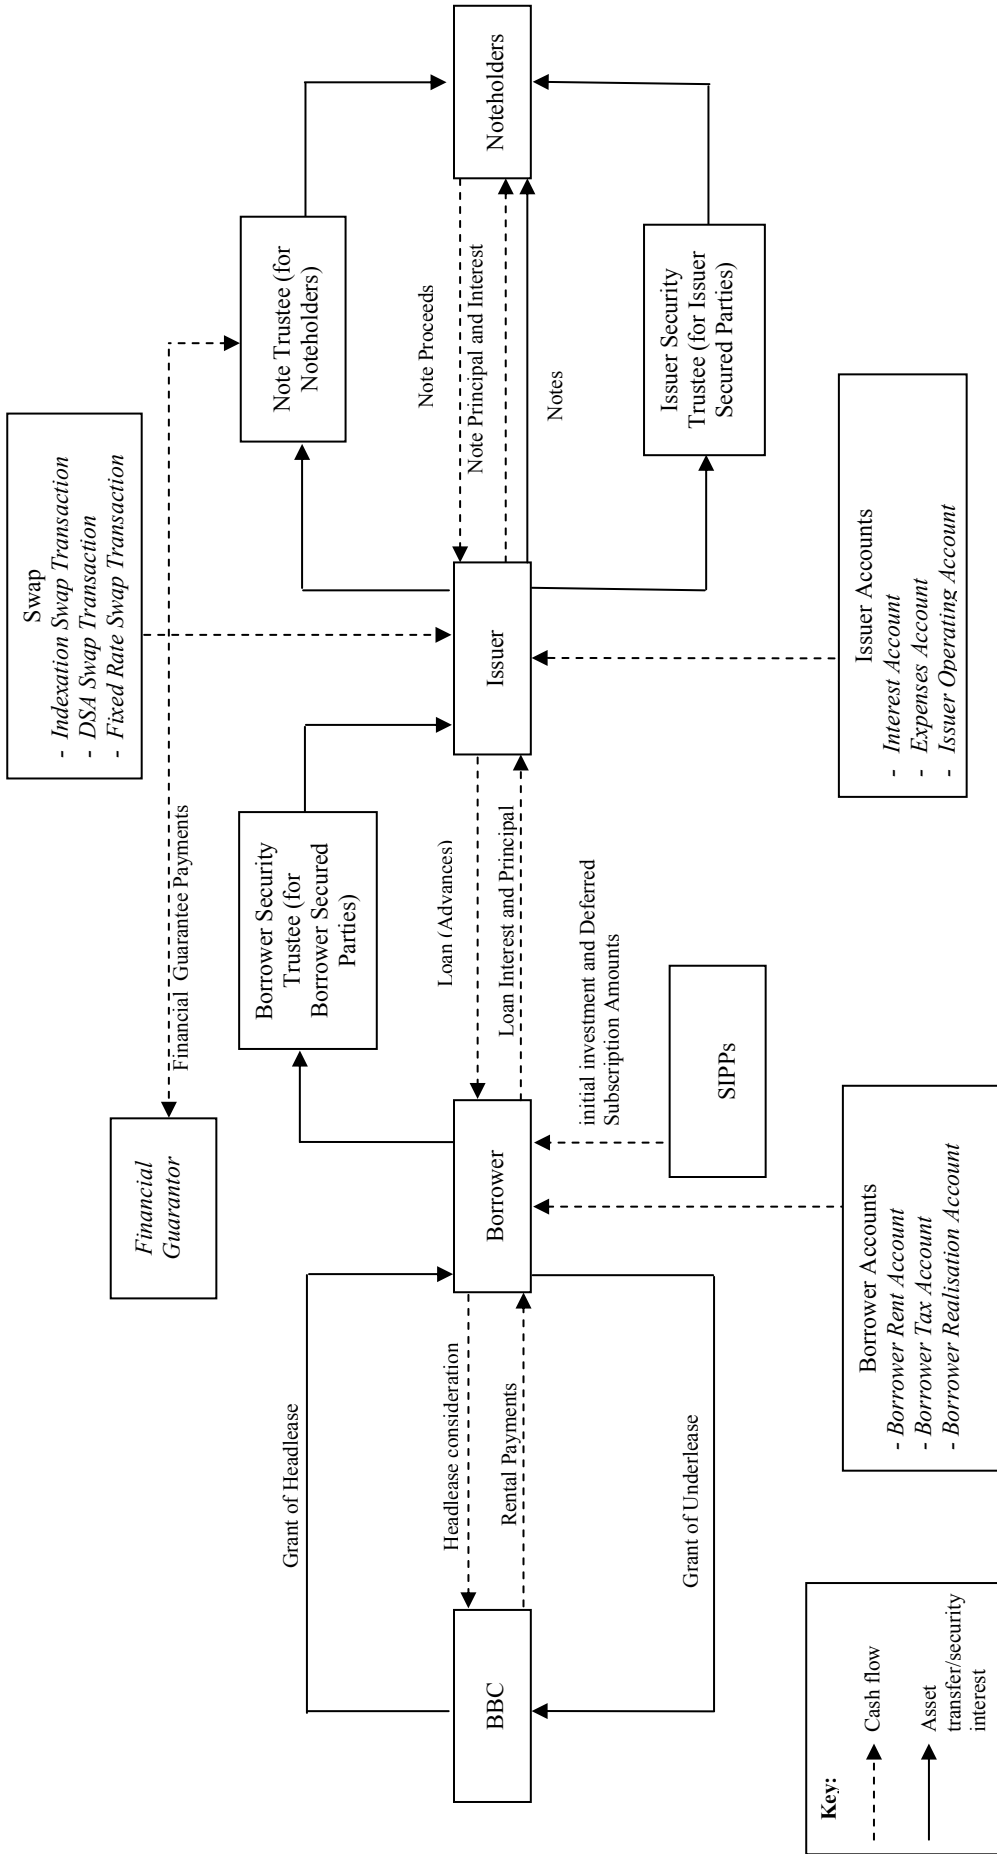 Swap
- Indexation Swap Transaction
- DSA Swap Transaction
- Fixed Rate Swap Transaction
Financial
Guarantor
Financial Guarantee Payments
Borrower Security
Trustee (for
Borrower Secured
Parties)
Note Trustee (for
Noteholders)
Grant of Headlease
Headlease consideration
Rental Payments
Grant of Underlease
BBC
Borrower
Loan (Advances)
Loan Interest and Principal
Issuer
Note Proceeds
Note Principal and Interest
Notes
Noteholders
initial investment and Deferred
Subscription Amounts
SIPPs
Issuer Security
Trustee (for Issuer
Secured Parties)
Borrower Accounts
- Borrower Rent Account
- Borrower Tax Account
- Borrower Realisation Account
Issuer Accounts
- Interest Account
- Expenses Account
- Issuer Operating Account
Key:
Cash flow
Asset
transfer/security
interest